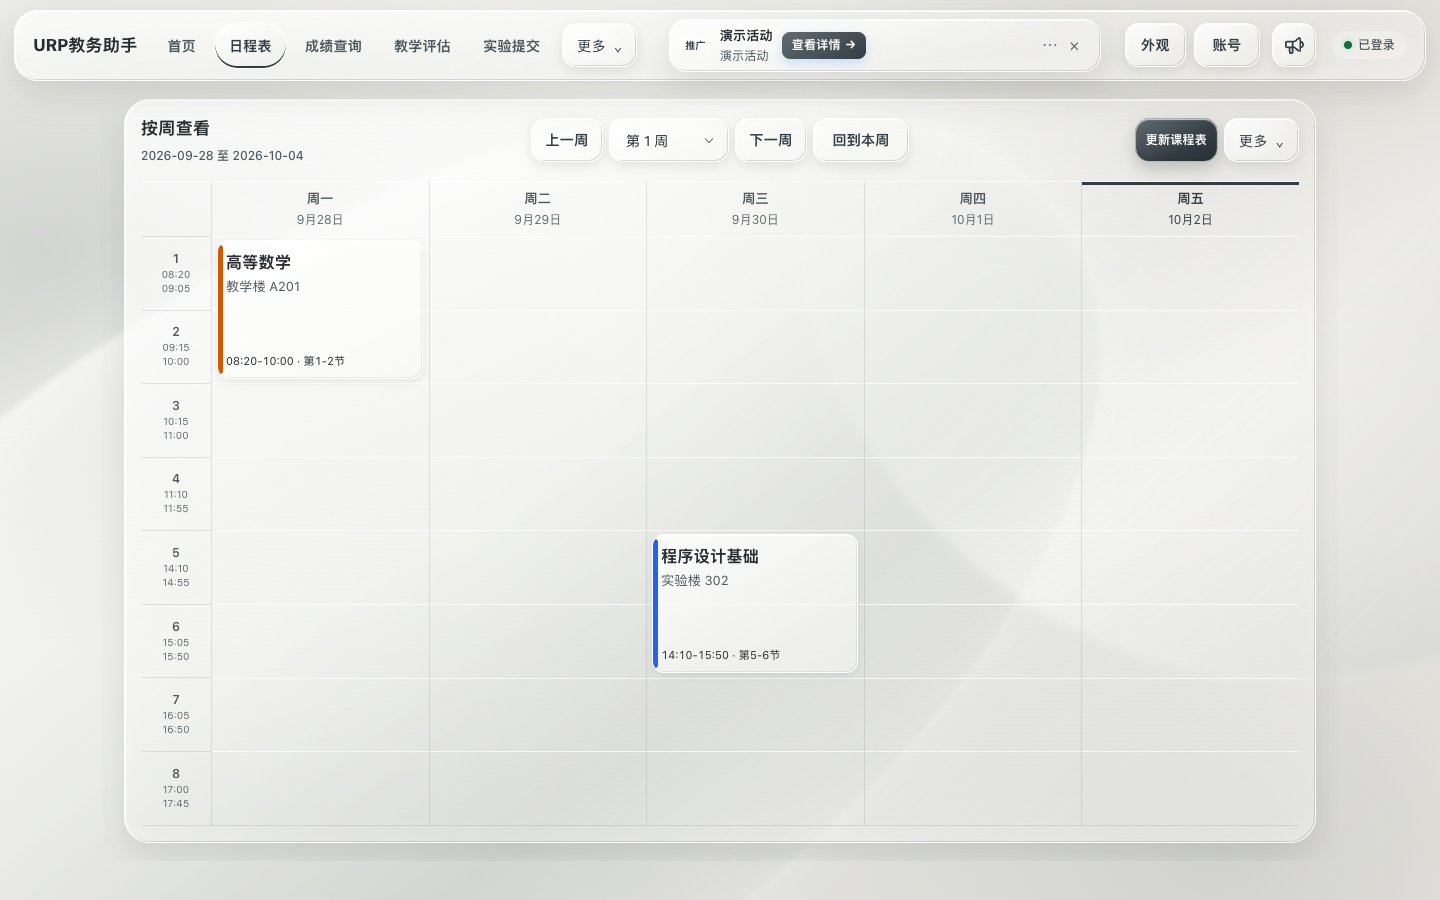 URP教务助手
首页
日程表
成绩查询
教学评估
实验提交
更多
推广
演示活动
演示活动
查看详情 →
···
×
外观
账号
已登录
按周查看
2026-09-28 至 2026-10-04
上一周
第 1 周
下一周
回到本周
更新课程表
更多
周一
9月28日
周二
9月29日
周三
9月30日
周四
10月1日
周五
10月2日
1
08:20
09:05
高等数学
教学楼 A201
08:20-10:00 · 第1-2节
2
09:15
10:00
3
10:15
11:00
4
11:10
11:55
5
14:10
14:55
程序设计基础
实验楼 302
14:10-15:50 · 第5-6节
6
15:05
15:50
7
16:05
16:50
8
17:00
17:45